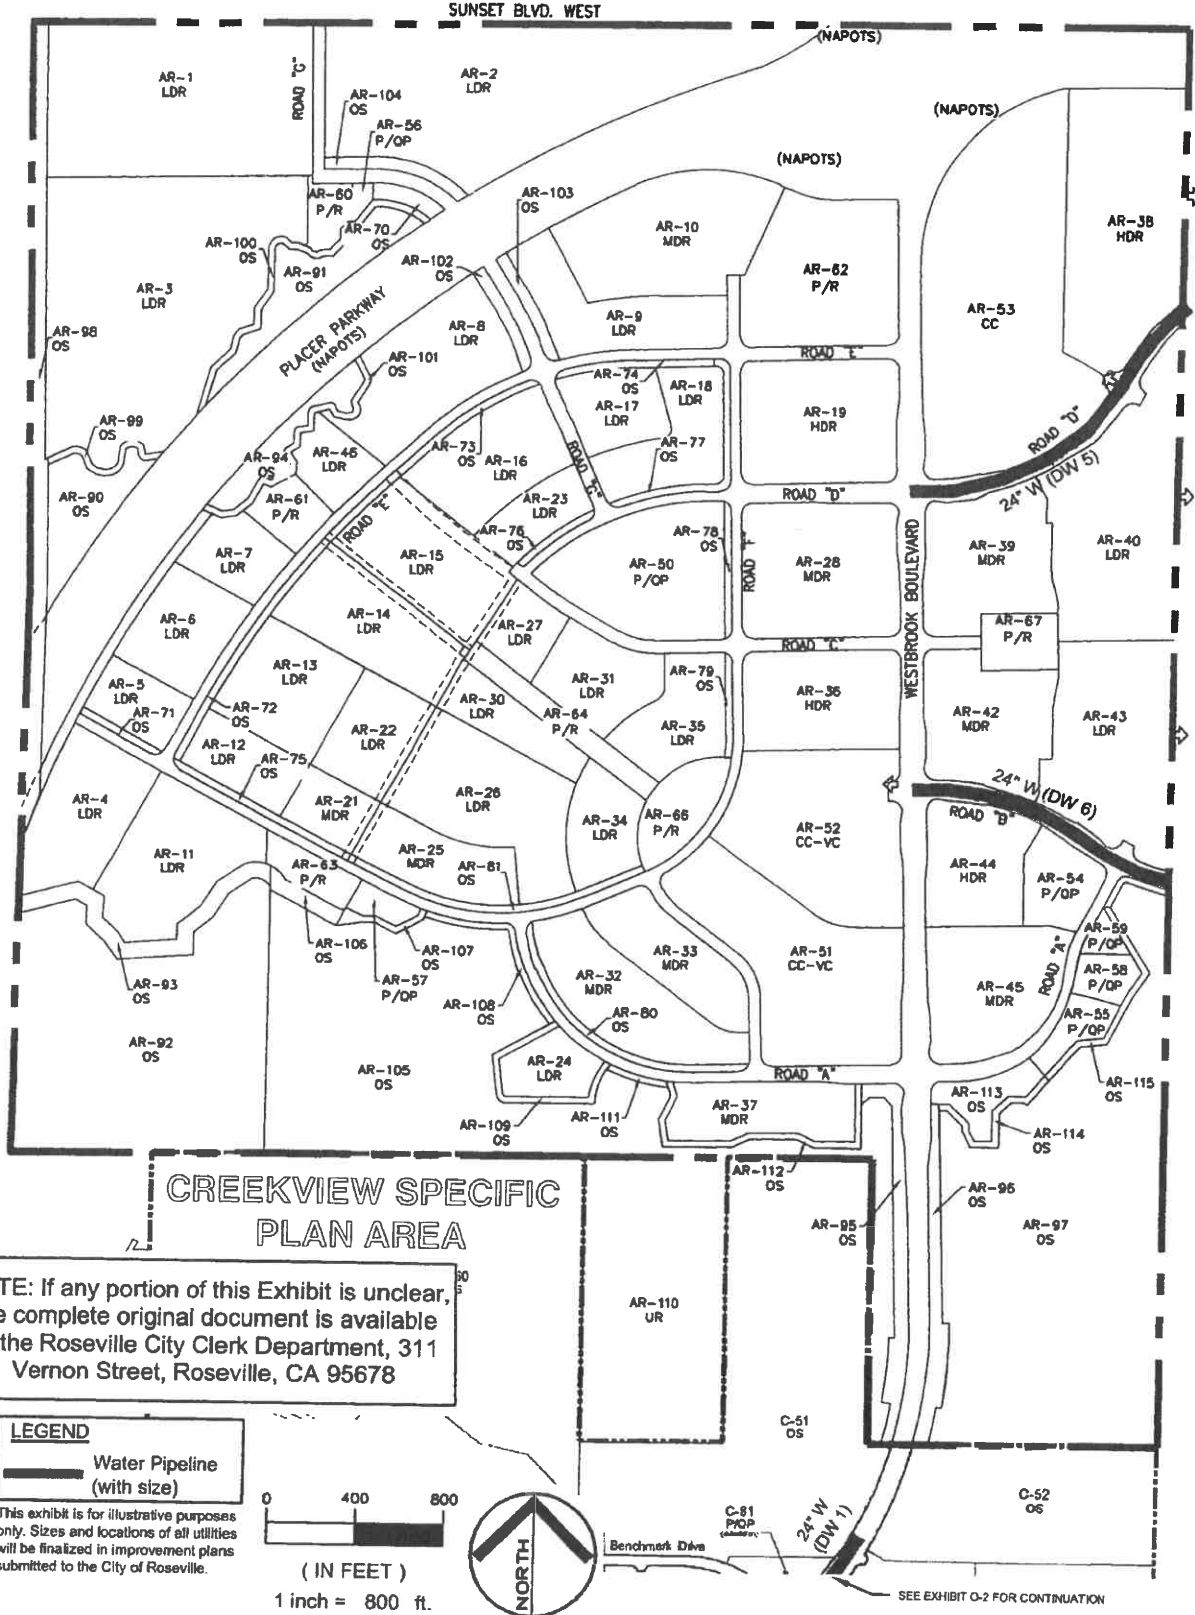 SUNSET BLVD. WEST
(NAPOTS)
AR-1
LDR
ROAD "G"
AR-2
LDR
AR-104
OS
AR-56
P/QP
(NAPOTS)
(NAPOTS)
AR-60
P/R
AR-103
OS
AR-70
OS
AR-10
MDR
AR-38
HDR
AR-100
OS
AR-91
OS
AR-102
OS
AR-62
P/R
AR-3
LDR
PLACER PARKWAY
(NAPOTS)
AR-8
LDR
AR-9
LDR
AR-53
CC
AR-98
OS
AR-101
OS
ROAD "E"
AR-74
OS
AR-18
LDR
AR-17
LDR
AR-19
HDR
AR-99
OS
AR-73
OS
AR-77
OS
ROAD "D"
AR-94
OS
AR-46
LDR
AR-16
LDR
ROAD "G"
24" W (DW 5)
AR-90
OS
AR-61
P/R
ROAD "E"
AR-23
LDR
ROAD "D"
AR-76
OS
AR-78
OS
AR-7
LDR
AR-15
LDR
AR-50
P/QP
ROAD "F"
AR-28
MDR
WESTBROOK BOULEVARD
AR-39
MDR
AR-40
LDR
AR-6
LDR
AR-14
LDR
AR-27
LDR
AR-67
P/R
ROAD "C"
AR-13
LDR
AR-31
LDR
AR-79
OS
AR-5
LDR
AR-71
OS
AR-72
OS
AR-30
LDR
AR-64
P/R
AR-36
HDR
AR-42
MDR
AR-43
LDR
AR-12
LDR
AR-75
OS
AR-22
LDR
AR-35
LDR
AR-4
LDR
AR-21
MDR
AR-26
LDR
24" W (DW 6)
ROAD "B"
AR-34
LDR
AR-66
P/R
AR-52
CC-VC
AR-11
LDR
AR-63
P/R
AR-25
MDR
AR-81
OS
AR-44
HDR
AR-54
P/QP
AR-106
OS
AR-107
OS
AR-57
P/QP
AR-33
MDR
AR-51
CC-VC
AR-59
P/QP
AR-93
OS
AR-32
MDR
ROAD "A"
AR-58
P/QP
AR-45
MDR
AR-108
OS
AR-80
OS
AR-55
P/QP
AR-92
OS
AR-105
OS
AR-24
LDR
ROAD "A"
AR-113
OS
AR-115
OS
AR-109
OS
AR-111
OS
AR-37
MDR
AR-114
OS
CREEKVIEW SPECIFIC
PLAN AREA
AR-112
OS
AR-96
OS
AR-95
OS
AR-97
OS
TE: If any portion of this Exhibit is unclear,
e complete original document is available
the Roseville City Clerk Department, 311
Vernon Street, Roseville, CA 95678
AR-110
UR
C-51
OS
LEGEND
Water Pipeline
(with size)
This exhibit is for illustrative purposes
only. Sizes and locations of all utilities
will be finalized in improvement plans
submitted to the City of Roseville.
0 400 800
( IN FEET )
1 inch = 800 ft.
NORTH
C-81
P/QP
24" W
(DW 1)
C-52
OS
Benchmark Drive
SEE EXHIBIT O-2 FOR CONTINUATION